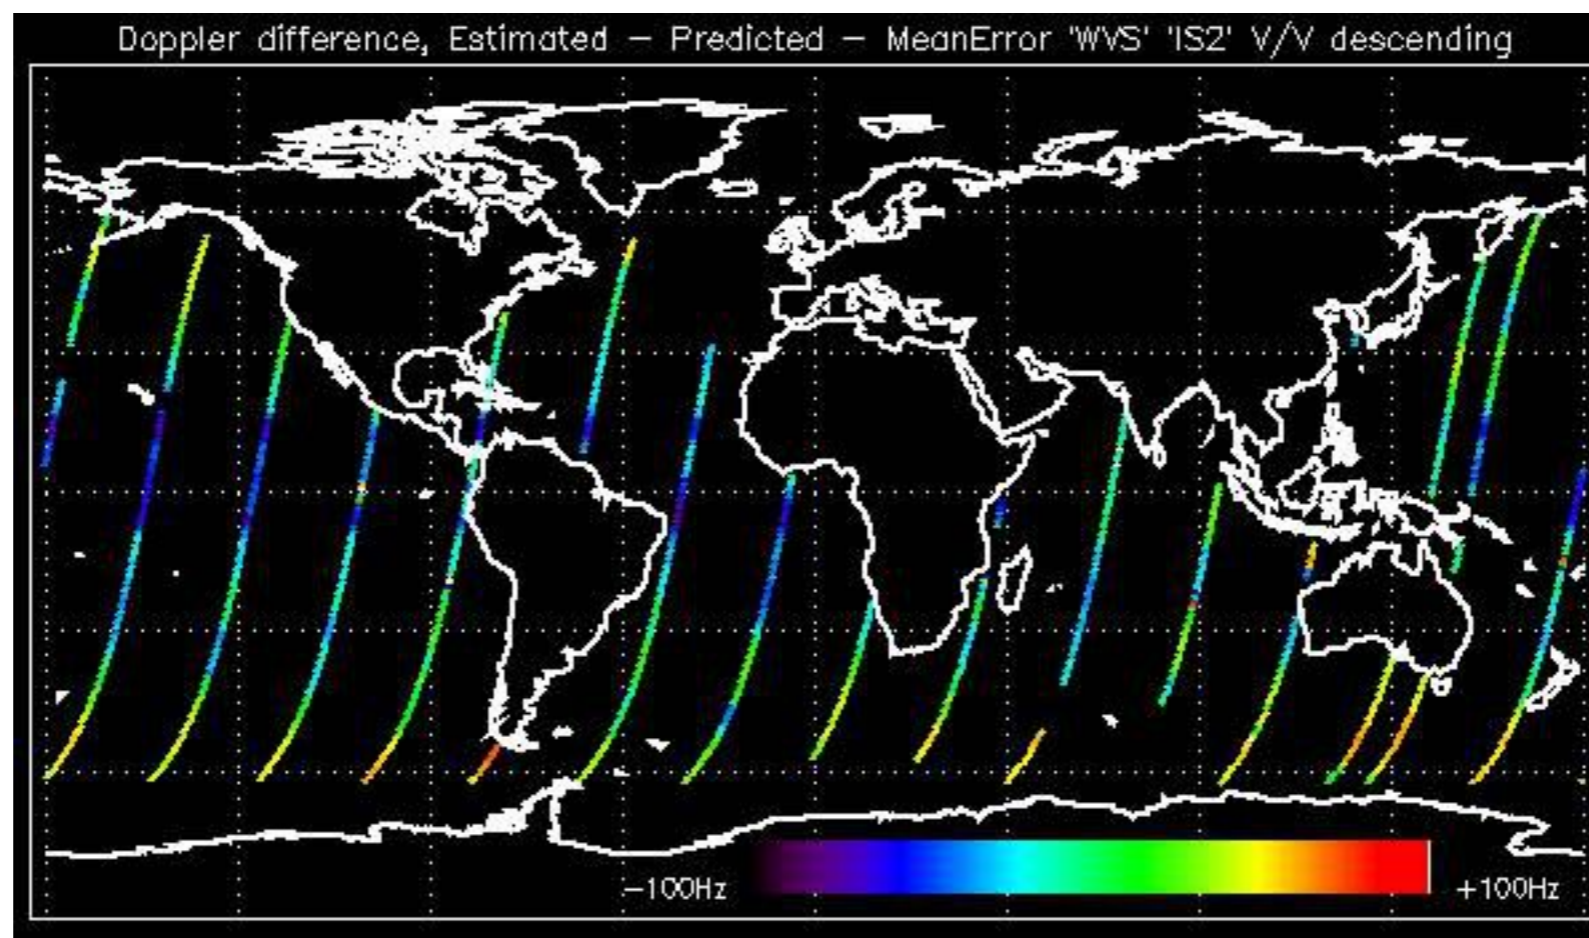 Doppler difference, Estimated – Predicted – MeanError 'WVS' 'IS2' V/V descending
–100Hz +100Hz